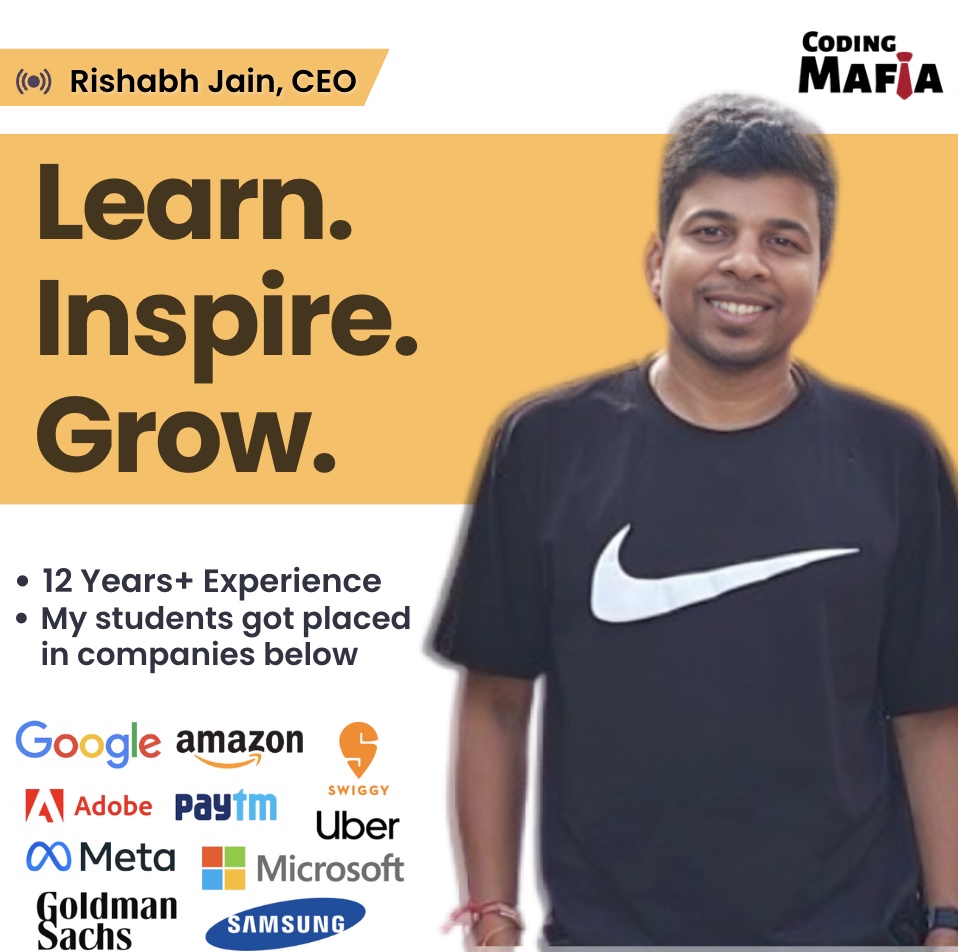 Rishabh Jain, CEO
CODING
MAFIA
Learn.
Inspire.
Grow.
• 12 Years+ Experience
• My students got placed
in companies below
Google amazon
SWIGGY
Adobe paytm
Uber
Meta Microsoft
Goldman
Sachs
SAMSUNG